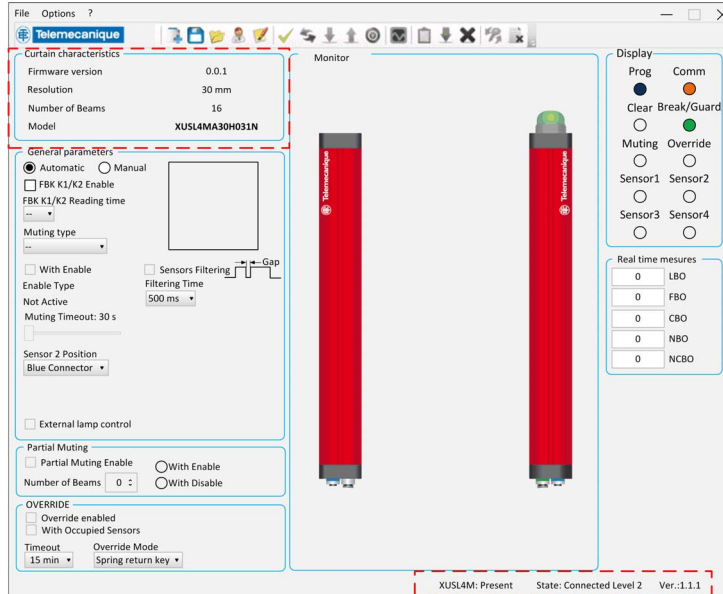 File Options ?
Telemecanique
Curtain characteristics
Firmware version 0.0.1
Resolution 30 mm
Number of Beams 16
Model XUSL4MA30H031N
General parameters
Automatic Manual
FBK K1/K2 Enable
FBK K1/K2 Reading time
--
Muting type
--
With Enable
Sensors Filtering
Gap
Enable Type
Filtering Time
Not Active
500 ms
Muting Timeout: 30 s
Sensor 2 Position
Blue Connector
External lamp control
Partial Muting
Partial Muting Enable
With Enable
Number of Beams 0
With Disable
OVERRIDE
Override enabled
With Occupied Sensors
Timeout Override Mode
15 min Spring return key
Monitor
Telemecanique
Telemecanique
Display
Prog Comm
Clear Break/Guard
Muting Override
Sensor1 Sensor2
Sensor3 Sensor4
Real time mesures
0 LBO
0 FBO
0 CBO
0 NBO
0 NCBO
XUSL4M: Present State: Connected Level 2 Ver.:1.1.1